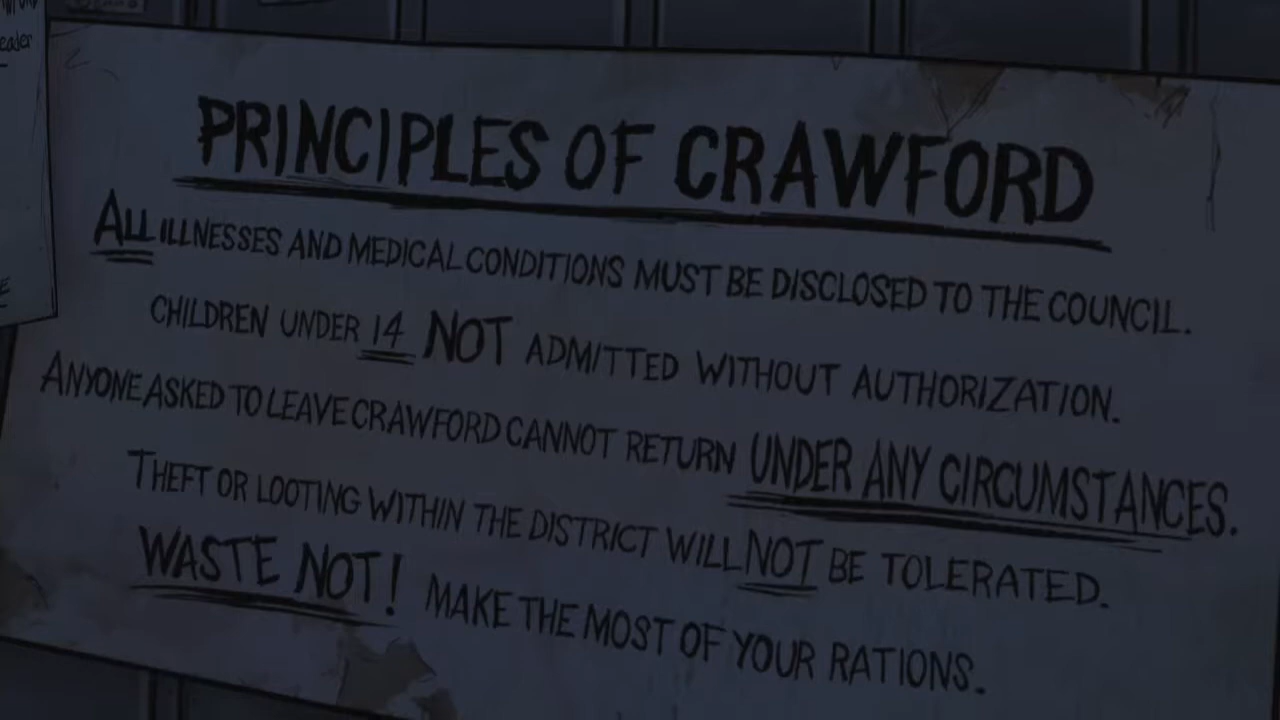 eader
PRINCIPLES OF CRAWFORD
ALL ILLNESSES AND MEDICAL CONDITIONS MUST BE DISCLOSED TO THE COUNCIL.
CHILDREN UNDER 14 NOT ADMITTED WITHOUT AUTHORIZATION.
ANYONE ASKED TO LEAVE CRAWFORD CANNOT RETURN UNDER ANY CIRCUMSTANCES.
THEFT OR LOOTING WITHIN THE DISTRICT WILL NOT BE TOLERATED.
WASTE NOT! MAKE THE MOST OF YOUR RATIONS.